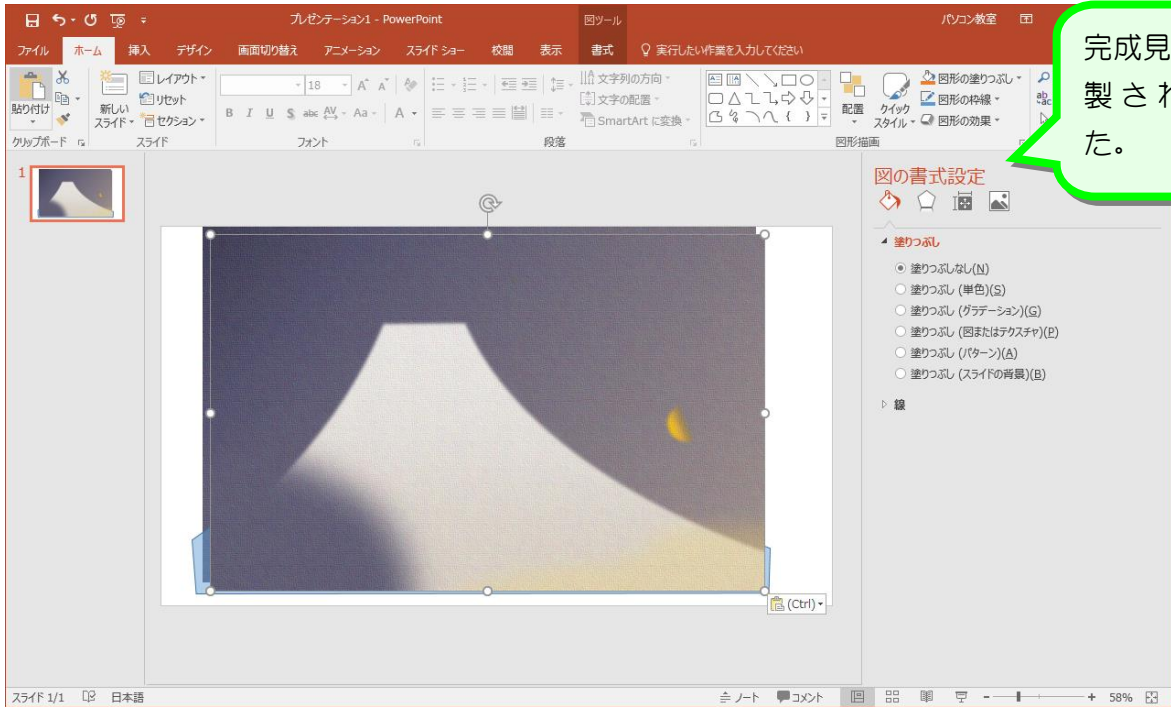 プレゼンテーション1 - PowerPoint
図ツール
パソコン教室
ファイル ホーム 挿入 デザイン 画面切り替え アニメーション スライド ショー 校閲 表示 書式 実行したい作業を入力してください
完成見
製され
た。
貼り付け
新しい
スライド
レイアウト
リセット
セクション
18
B I U S abc AV Aa A
文字列の方向
文字の配置
SmartArt に変換
配置
クイック
スタイル
図形の塗りつぶし
図形の枠線
図形の効果
クリップボード スライド フォント 段落 図形描画
1
図の書式設定
塗りつぶし
塗りつぶしなし(N)
塗りつぶし (単色)(S)
塗りつぶし (グラデーション)(G)
塗りつぶし (図またはテクスチャ)(P)
塗りつぶし (パターン)(A)
塗りつぶし (スライドの背景)(B)
線
(Ctrl)
スライド 1/1 日本語 ノート コメント 58%